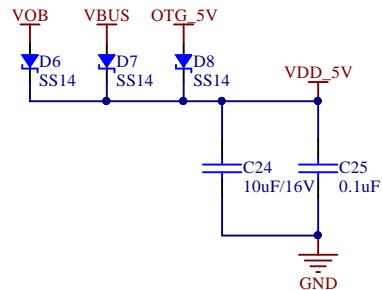 VOB VBUS OTG_5V
D6 D7 D8
SS14 SS14 SS14
VDD_5V
C24 C25
10uF/16V 0.1uF
GND